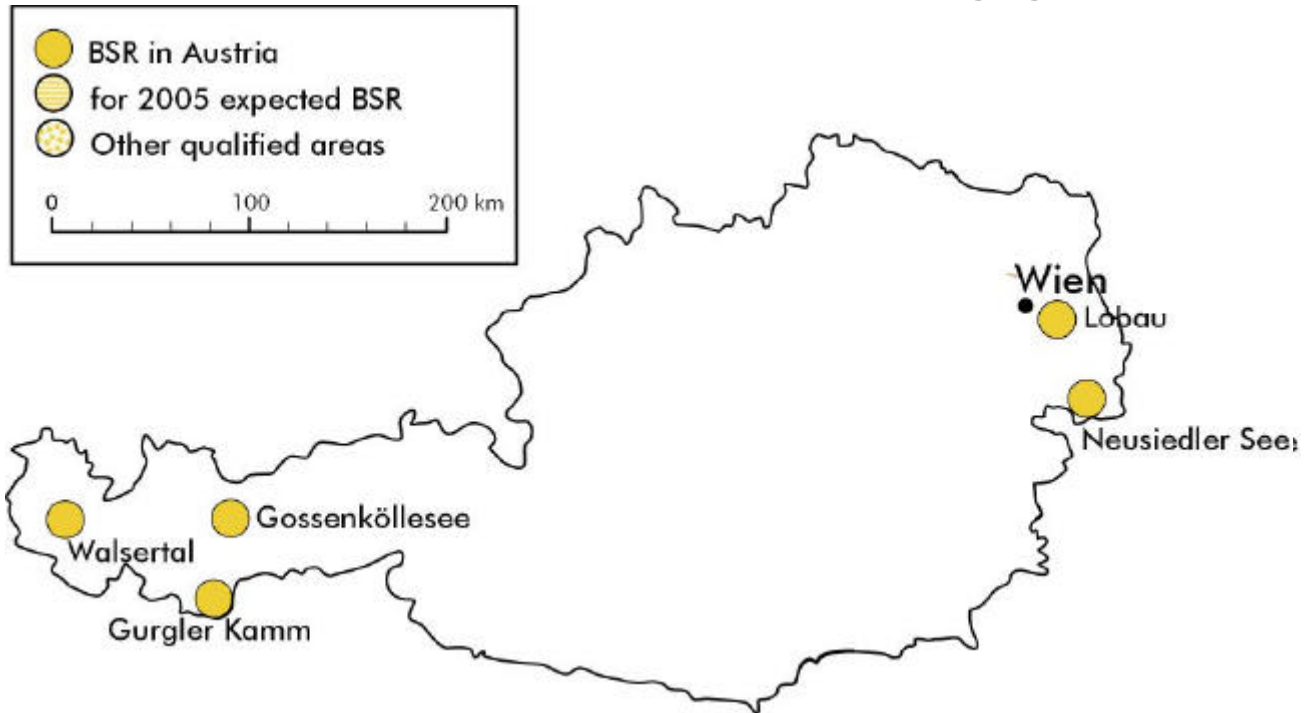 BSR in Austria
for 2005 expected BSR
Other qualified areas
0 100 200 km
Wien
Lobau
Neusiedler See
Gossenköllesee
Walsertal
Gurgler Kamm